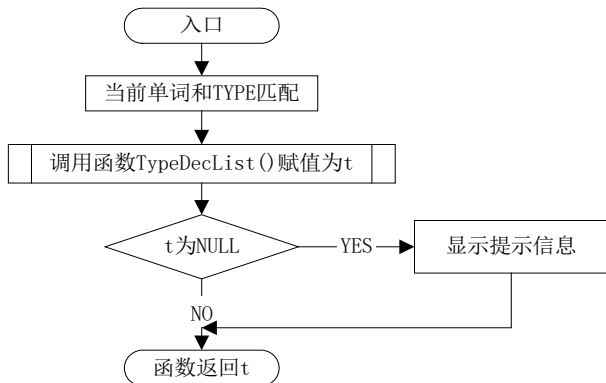 入口
当前单词和TYPE匹配
调用函数TypeDecList()赋值为t
t为NULL
YES
显示提示信息
NO
函数返回t